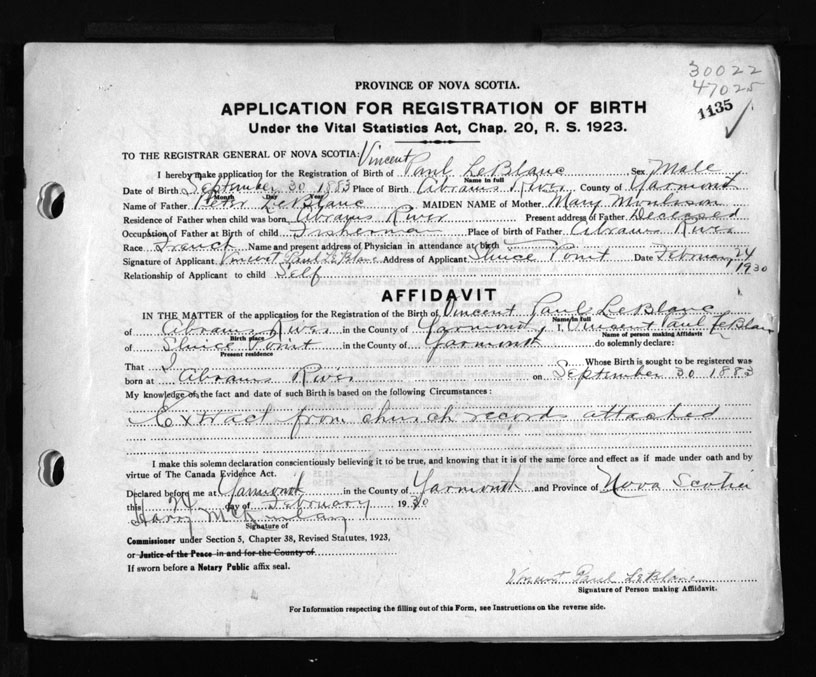 30022
47025
1135
PROVINCE OF NOVA SCOTIA.
APPLICATION FOR REGISTRATION OF BIRTH
Under the Vital Statistics Act, Chap. 20, R. S. 1923.
TO THE REGISTRAR GENERAL OF NOVA SCOTIA:
I hereby make application for the Registration of Birth of Vincent Paul LeBlanc Sex Male
Name in full
Date of Birth September 30 1883 Place of Birth Abrams River County of Yarmouth
Month Day Year
Name of Father Peter LeBlanc MAIDEN NAME of Mother Mary
Residence of Father when child was born Abrams River Present address of Father Deceased
Occupation of Father at Birth of child Fisherman Place of birth of Father Abrams River
Race French Name and present address of Physician in attendance at birth
Signature of Applicant Vincent Paul LeBlanc Address of Applicant Sluice Point Date February 24 1930
Relationship of Applicant to child Self
AFFIDAVIT
IN THE MATTER of the application for the Registration of the Birth of Vincent Paul LeBlanc
Name in full
of Abrams River in the County of Yarmouth I, Vincent Paul LeBlanc
Birth place Name of person making Affidavit
of Sluice Point in the County of Yarmouth do solemnly declare:
Present residence
That I Whose Birth is sought to be registered was
born at Abrams River on September 30 1883
My knowledge of the fact and date of such Birth is based on the following Circumstances :
Extract from church records attached
I make this solemn declaration conscientiously believing it to be true, and knowing that it is of the same force and effect as if made under oath and by
virtue of The Canada Evidence Act.
Declared before me at Yarmouth in the County of Yarmouth and Province of Nova Scotia
this day of February 1930
Harry McKinlay
Signature of
Commissioner under Section 5, Chapter 38, Revised Statutes, 1923,
or Justice of the Peace in and for the County of
If sworn before a Notary Public affix seal.
Vincent Paul LeBlanc
Signature of Person making Affidavit.
For Information respecting the filling out of this Form, see Instructions on the reverse side.